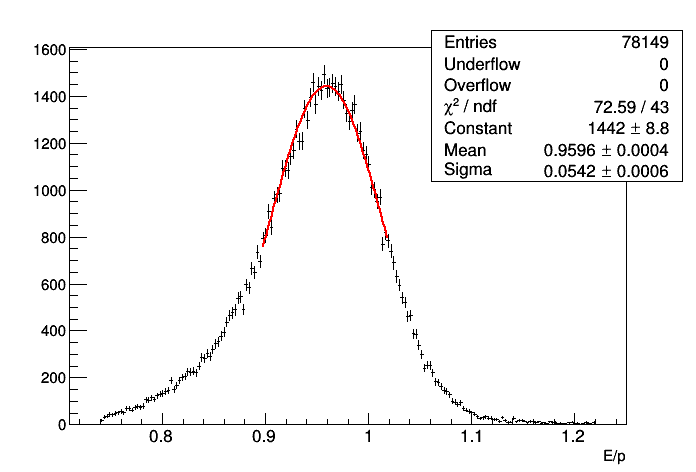 Entries 78149
Underflow 0
Overflow 0
χ² / ndf 72.59 / 43
Constant 1442 ± 8.8
Mean 0.9596 ± 0.0004
Sigma 0.0542 ± 0.0006
1600
1400
1200
1000
800
600
400
200
0
0.8 0.9 1 1.1 1.2
E/p